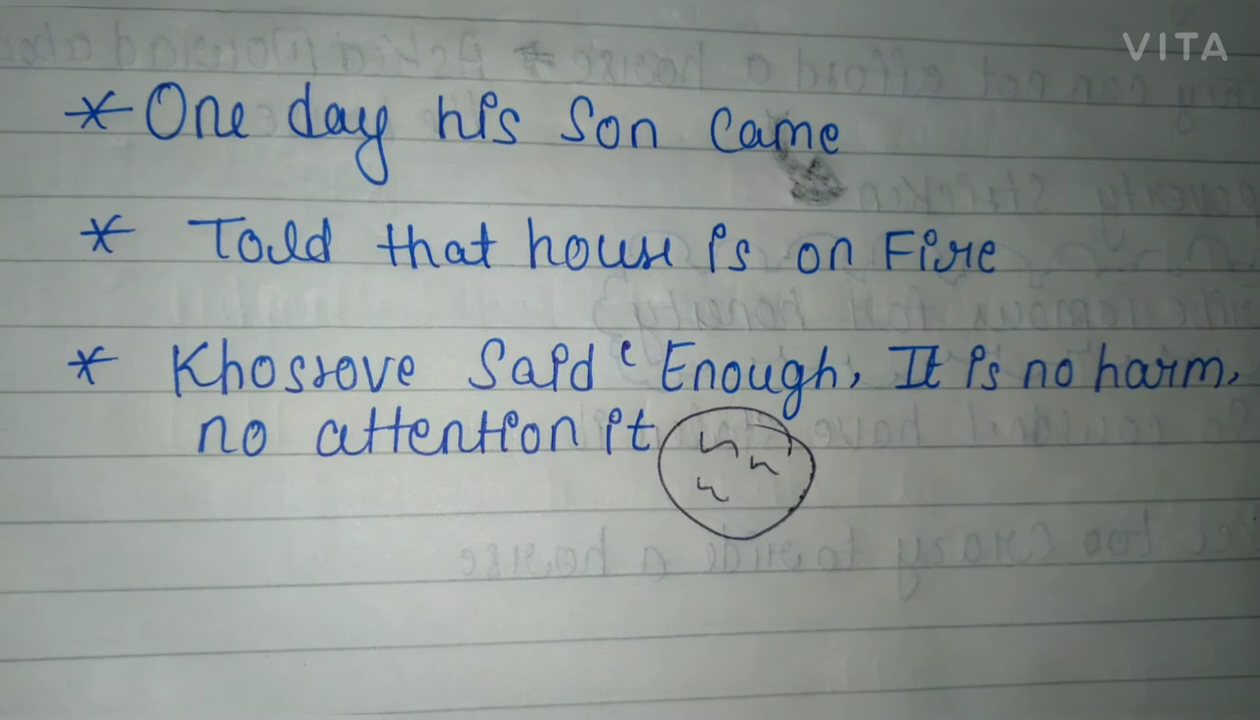 VITA
* One day his son came
* Told that house is on Fire
* Khosrove Said ‘ Enough, It is no harm,
no attention it